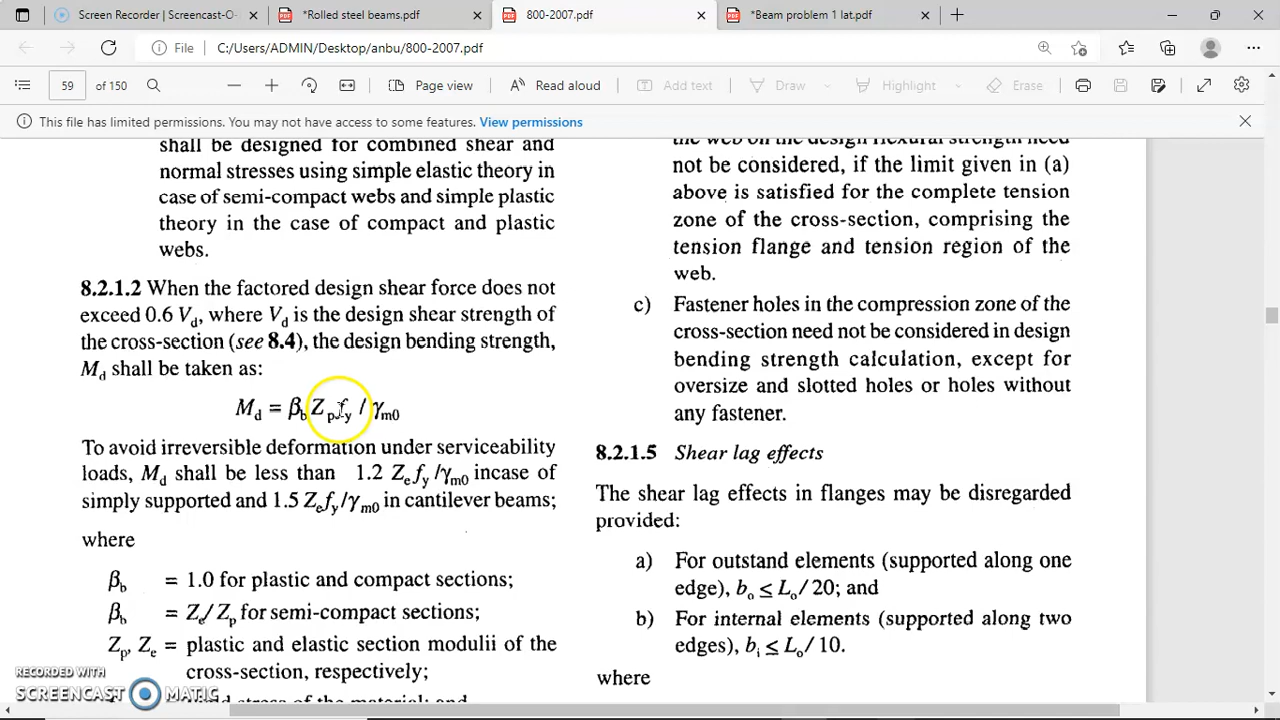 Screen Recorder | Screencast-O-
*Rolled steel beams.pdf
800-2007.pdf
*Beam problem 1 lat.pdf
File
C:/Users/ADMIN/Desktop/anbu/800-2007.pdf
59 of 150
Page view
Read aloud
Add text
Draw
Highlight
Erase
This file has limited permissions. You may not have access to some features. View permissions
shall be designed for combined shear and
normal stresses using simple elastic theory in
case of semi-compact webs and simple plastic
theory in the case of compact and plastic
webs.
8.2.1.2 When the factored design shear force does not
exceed 0.6 Vd, where Vd is the design shear strength of
the cross-section (see 8.4), the design bending strength,
Md shall be taken as:
Md = βb Zp fy / γm0
To avoid irreversible deformation under serviceability
loads, Md shall be less than 1.2 Ze fy /γm0 incase of
simply supported and 1.5 Ze fy/γm0 in cantilever beams;
where
βb = 1.0 for plastic and compact sections;
βb = Ze/ Zp for semi-compact sections;
Zp, Ze = plastic and elastic section modulii of the
cross-section, respectively;
stress of the material; and
the web on the design flexural strength need
not be considered, if the limit given in (a)
above is satisfied for the complete tension
zone of the cross-section, comprising the
tension flange and tension region of the
web.
c) Fastener holes in the compression zone of the
cross-section need not be considered in design
bending strength calculation, except for
oversize and slotted holes or holes without
any fastener.
8.2.1.5 Shear lag effects
The shear lag effects in flanges may be disregarded
provided:
a) For outstand elements (supported along one
edge), bo ≤ Lo/ 20; and
b) For internal elements (supported along two
edges), bi ≤ Lo/ 10.
where
RECORDED WITH
SCREENCAST MATIC